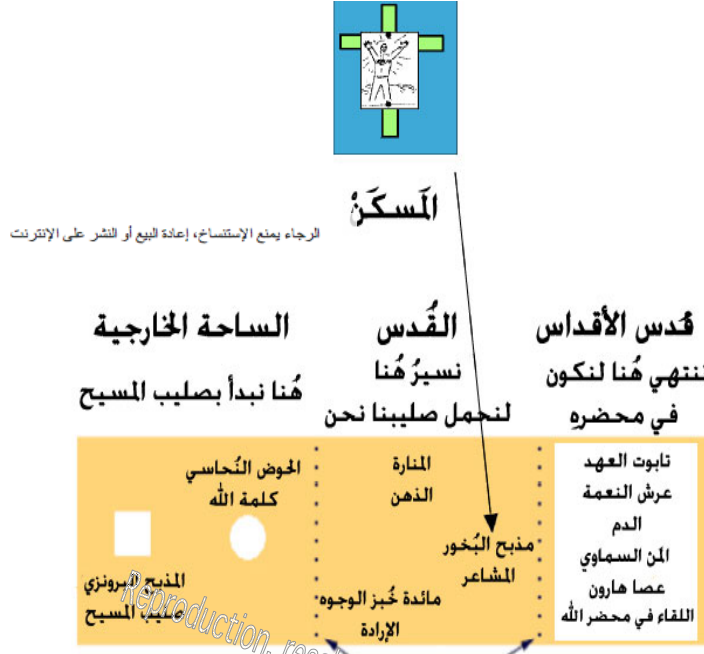 المَسكَنْ
الرجاء يمنع الإستنساخ، إعادة البيع أو النشر على الإنترنت
قُدس الأقداس
ننتهي هُنا لنكون
في محضرهِ
القُدس
نسيرُ هُنا
لنحمل صليبنا نحن
الساحة الخارجية
هُنا نبدأ بصليب المسيح
تابوت العهد
عرش النعمة
الدم
المن السماوي
عصا هارون
اللقاء في محضر الله
المنارة
الذهن
مذبح البُخور
المشاعر
مائدة خُبز الوجوه
الإرادة
الحوض النُحاسي
كلمة الله
المذبح البرونزي
صليب المسيح
Reproduction,